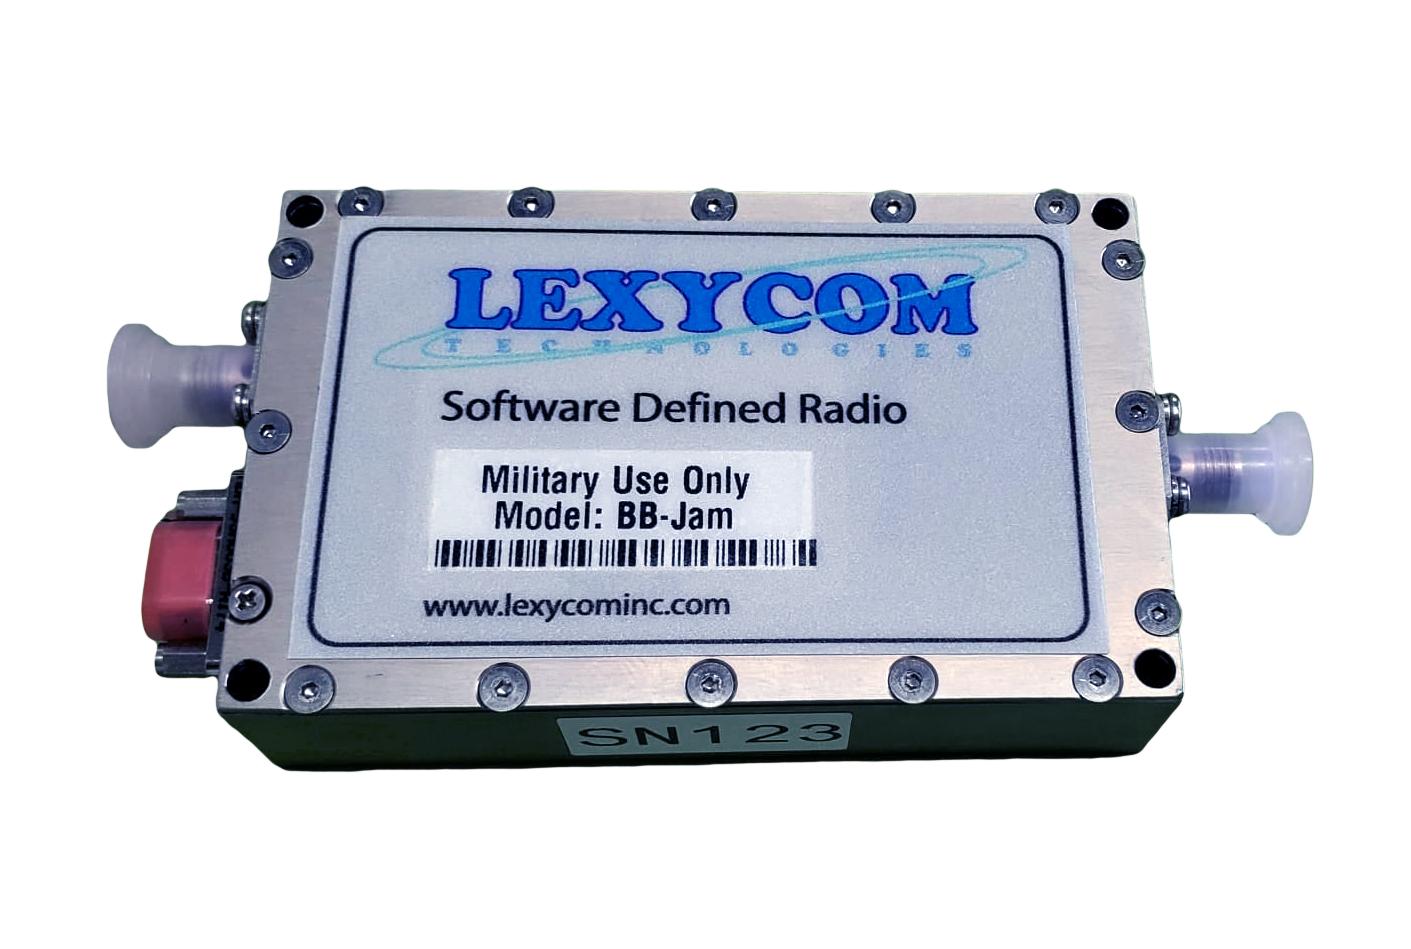 LEXYCOM
TECHNOLOGIES
Software Defined Radio
Military Use Only
Model: BB-Jam
www.lexycominc.com
SN123